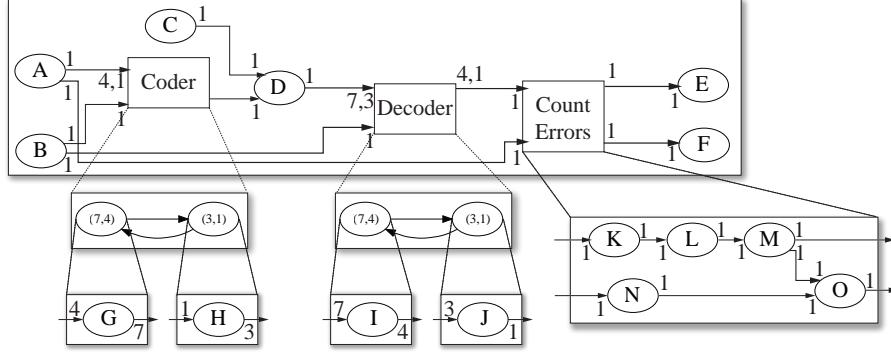 C 1
A 1 1
4,1 Coder 1
1 D 1
1
B 1 1
7,3 Decoder 4,1
1
1 Count Errors 1
1 1
1 E
1 F
(7,4) (3,1)
(7,4) (3,1)
4 G 7
1 H 3
7 I 4
3 J 1
1 K 1 1 L 1 1 M 1
1 1
1 N 1 1 O 1